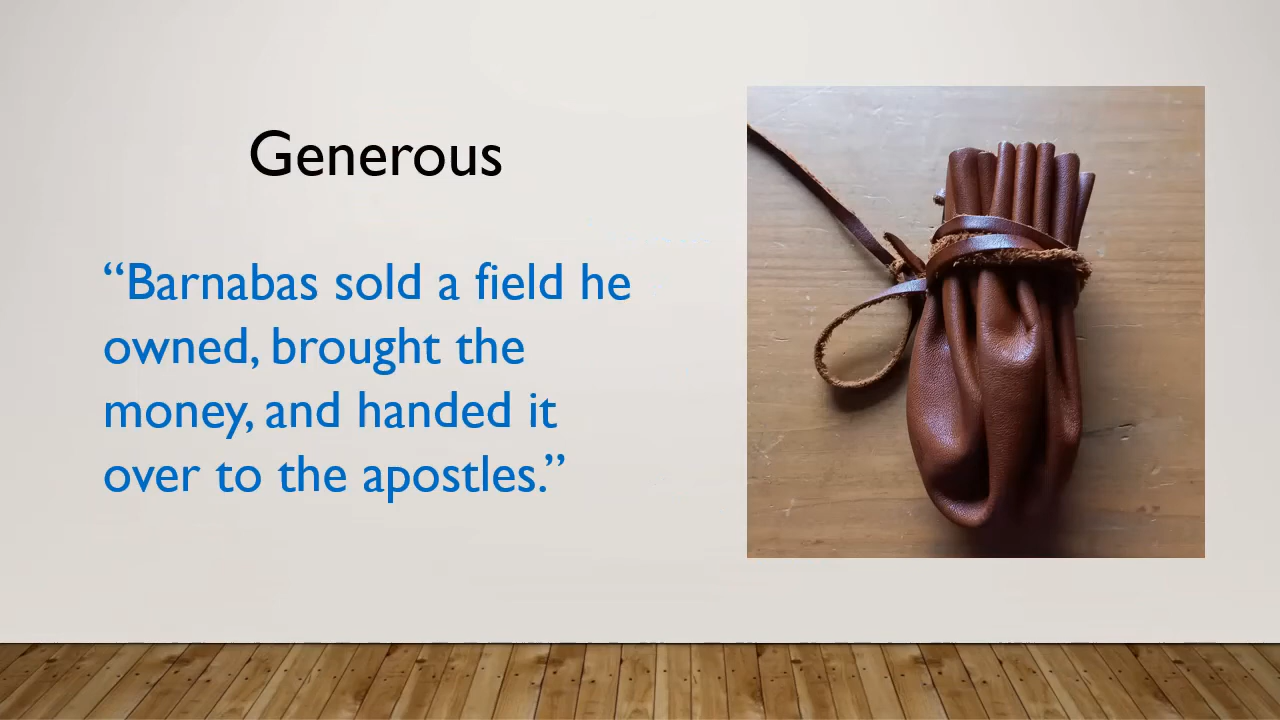 Generous
“Barnabas sold a field he
owned, brought the
money, and handed it
over to the apostles.”